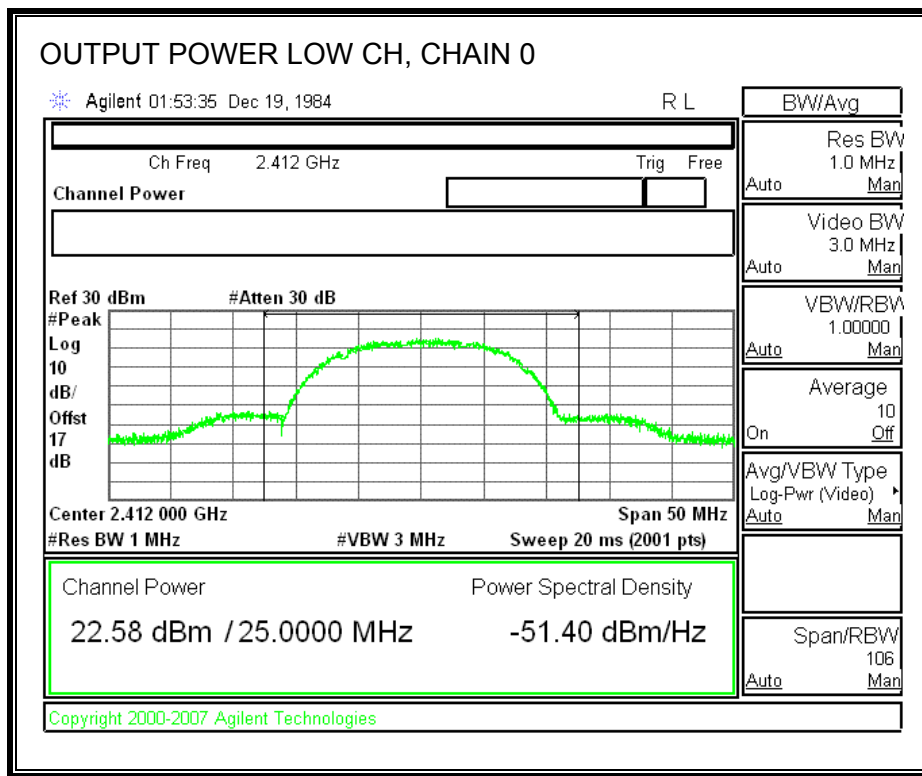 OUTPUT POWER LOW CH, CHAIN 0
Agilent 01:53:35 Dec 19, 1984 R L
Ch Freq 2.412 GHz Trig Free
Channel Power
Ref 30 dBm #Atten 30 dB
#Peak
Log
10
dB/
Offst
17
dB
Center 2.412 000 GHz Span 50 MHz
#Res BW 1 MHz #VBW 3 MHz Sweep 20 ms (2001 pts)
Channel Power Power Spectral Density
22.58 dBm / 25.0000 MHz -51.40 dBm/Hz
Copyright 2000-2007 Agilent Technologies
BW/Avg
Res BW
1.0 MHz
Auto Man
Video BW
3.0 MHz
Auto Man
VBW/RBW
1.00000
Auto Man
Average
10
On Off
Avg/VBW Type
Log-Pwr (Video)
Auto Man
Span/RBW
106
Auto Man